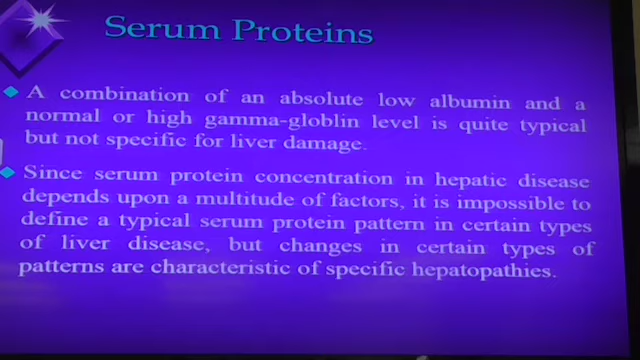 Serum Proteins
A combination of an absolute low albumin and a
normal or high gamma-globlin level is quite typical
but not specific for liver damage.
Since serum protein concentration in hepatic disease
depends upon a multitude of factors, it is impossible to
define a typical serum protein pattern in certain types
of liver disease, but changes in certain types of
patterns are characteristic of specific hepatopathies.